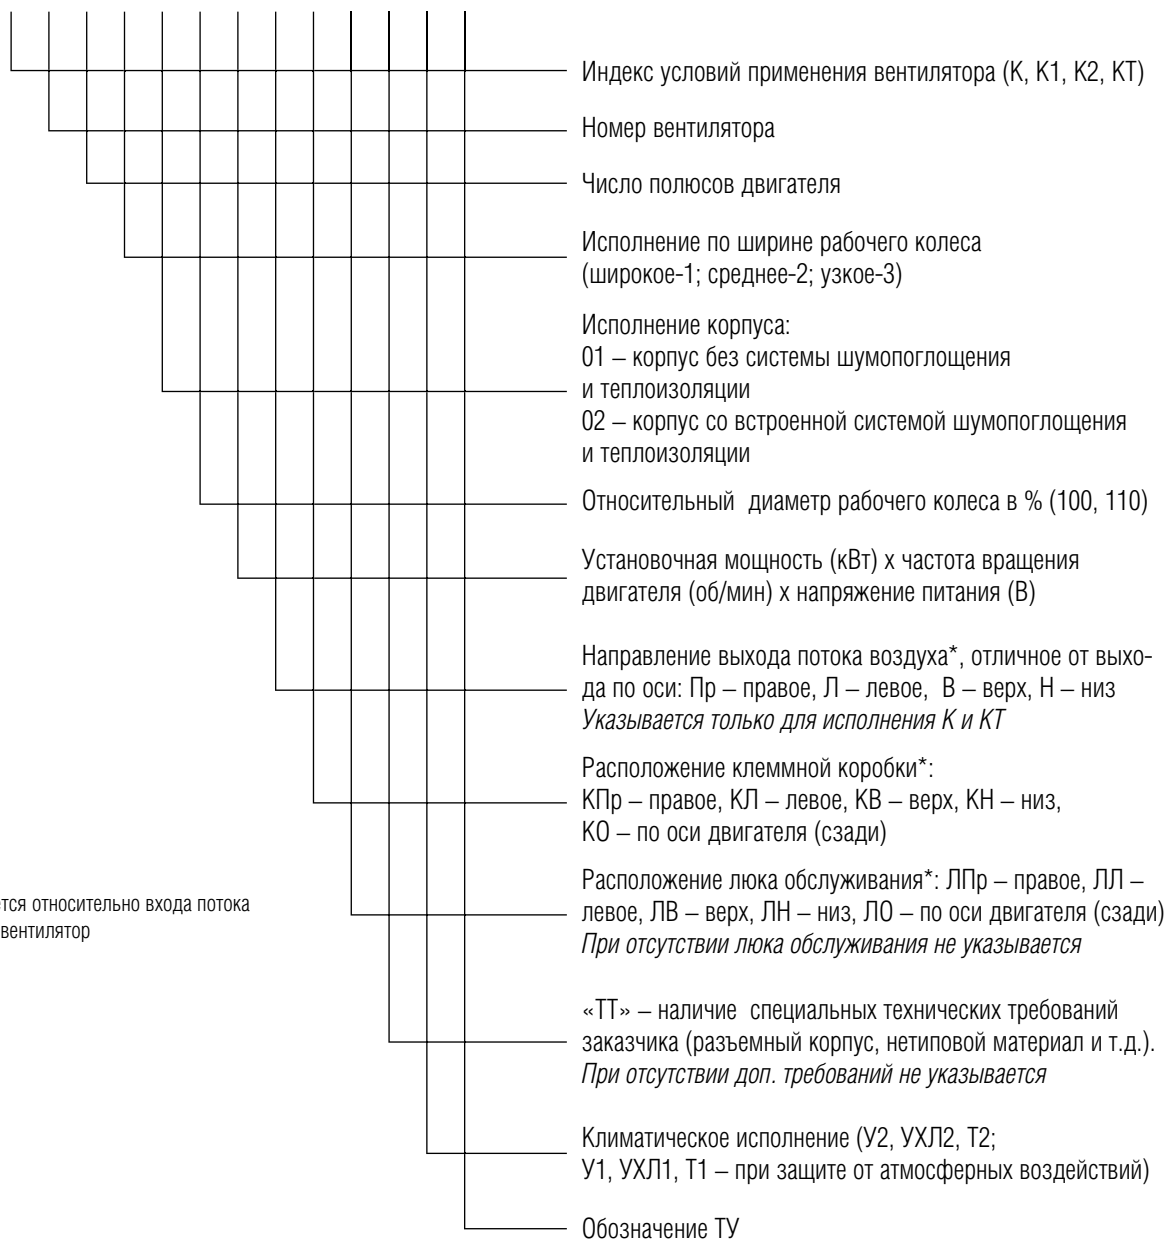 Индекс условий применения вентилятора (К, К1, К2, КТ)
Номер вентилятора
Число полюсов двигателя
Исполнение по ширине рабочего колеса
(широкое-1; среднее-2; узкое-3)
Исполнение корпуса:
01 – корпус без системы шумопоглощения
и теплоизоляции
02 – корпус со встроенной системой шумопоглощения
и теплоизоляции
Относительный диаметр рабочего колеса в % (100, 110)
Установочная мощность (кВт) х частота вращения
двигателя (об/мин) х напряжение питания (В)
Направление выхода потока воздуха*, отличное от выхо-
да по оси: Пр – правое, Л – левое, В – верх, Н – низ
Указывается только для исполнения К и КТ
Расположение клеммной коробки*:
КПр – правое, КЛ – левое, КВ – верх, КН – низ,
КО – по оси двигателя (сзади)
Расположение люка обслуживания*: ЛПр – правое, ЛЛ –
левое, ЛВ – верх, ЛН – низ, ЛО – по оси двигателя (сзади)
При отсутствии люка обслуживания не указывается
относительно входа потока
вентилятор
«ТТ» – наличие специальных технических требований
заказчика (разъемный корпус, нетиповой материал и т.д.).
При отсутствии доп. требований не указывается
Климатическое исполнение (У2, УХЛ2, Т2;
У1, УХЛ1, Т1 – при защите от атмосферных воздействий)
Обозначение ТУ